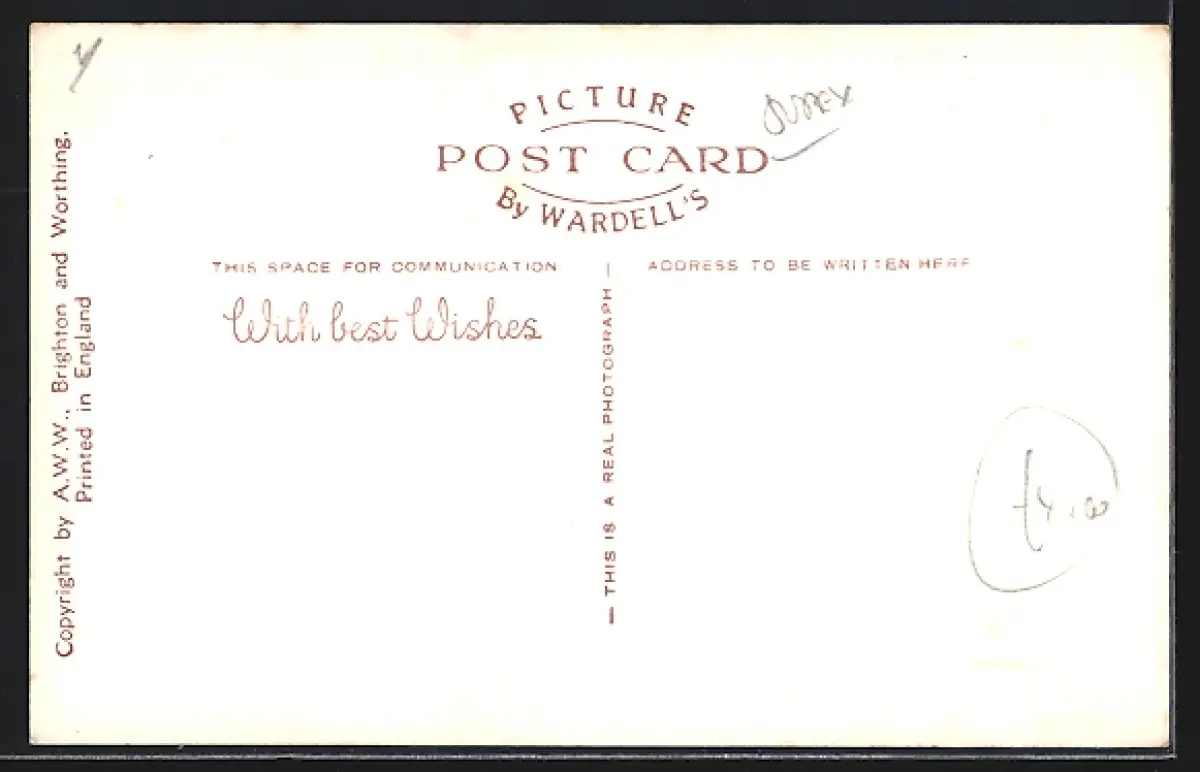 PICTURE
POST CARD
By WARDELL'S
THIS SPACE FOR COMMUNICATION
ADDRESS TO BE WRITTEN HERE
With best Wishes
THIS IS A REAL PHOTOGRAPH
Copyright by A.W.W., Brighton and Worthing.
Printed in England